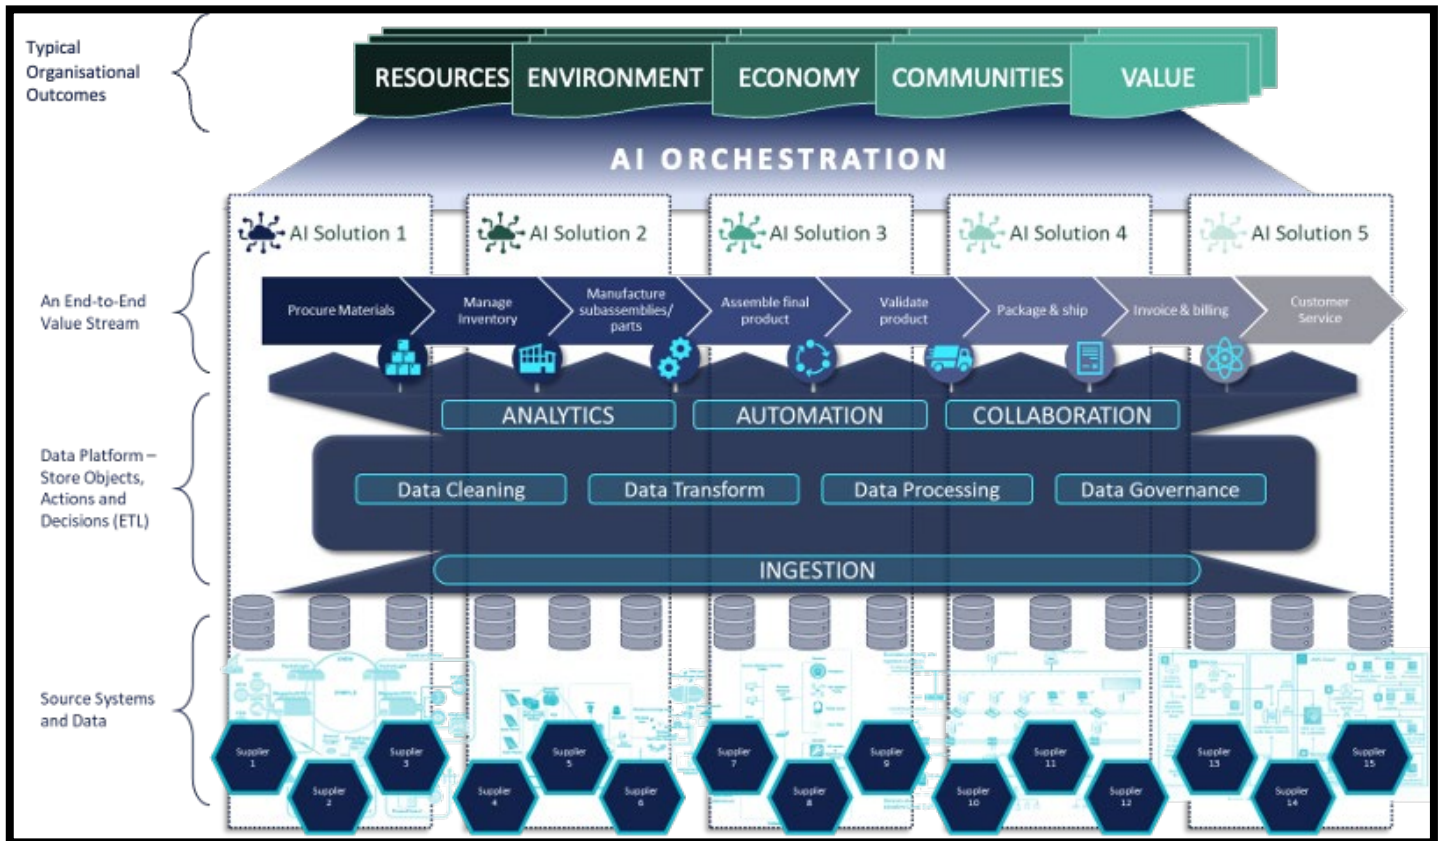 Typical
Organisational
Outcomes
RESOURCES
ENVIRONMENT
ECONOMY
COMMUNITIES
VALUE
AI ORCHESTRATION
AI Solution 1
AI Solution 2
AI Solution 3
AI Solution 4
AI Solution 5
An End-to-End
Value Stream
Procure Materials
Manage
Inventory
Manufacture
subassemblies/
parts
Assemble final
product
Validate
product
Package & ship
Invoice & billing
Customer
Service
Data Platform –
Store Objects,
Actions and
Decisions (ETL)
ANALYTICS
AUTOMATION
COLLABORATION
Data Cleaning
Data Transform
Data Processing
Data Governance
INGESTION
Source Systems
and Data
Supplier
1
Supplier
2
Supplier
3
Supplier
4
Supplier
5
Supplier
6
Supplier
7
Supplier
8
Supplier
9
Supplier
10
Supplier
11
Supplier
12
Supplier
13
Supplier
14
Supplier
15